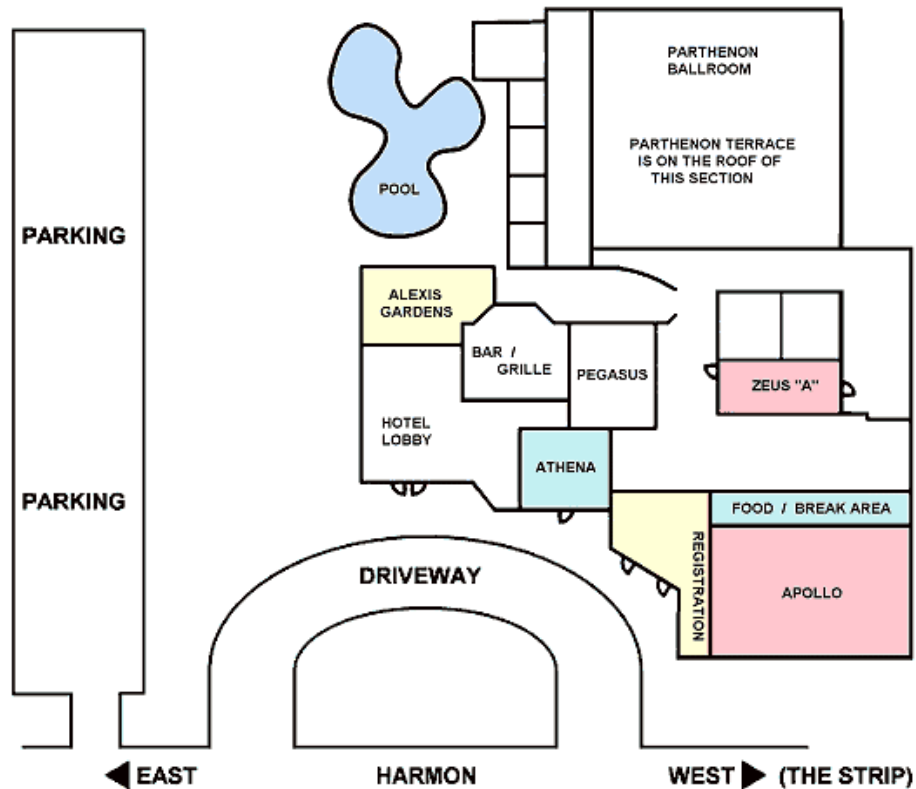 PARTHENON
BALLROOM
PARTHENON TERRACE
IS ON THE ROOF OF
THIS SECTION
POOL
PARKING
ALEXIS
GARDENS
BAR /
GRILLE
PEGASUS
ZEUS "A"
HOTEL
LOBBY
ATHENA
PARKING
FOOD / BREAK AREA
REGISTRATION
APOLLO
DRIVEWAY
EAST
HARMON
WEST
(THE STRIP)